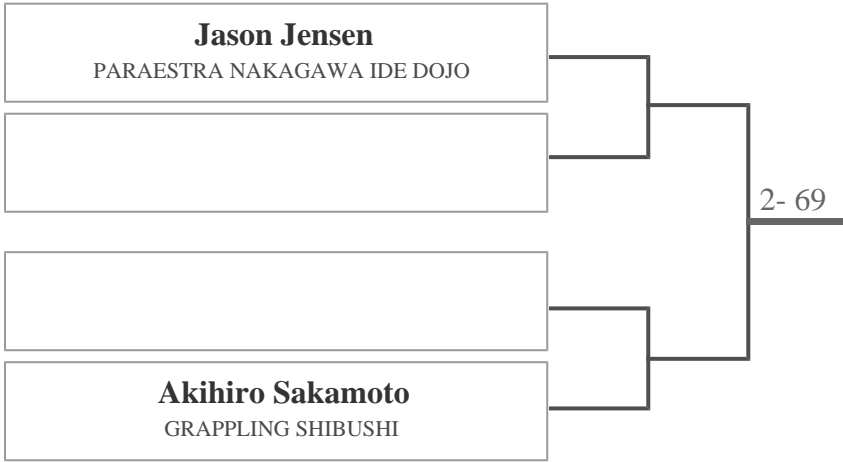 Jason Jensen
PARAESTRA NAKAGAWA IDE DOJO
2- 69
Akihiro Sakamoto
GRAPPLING SHIBUSHI